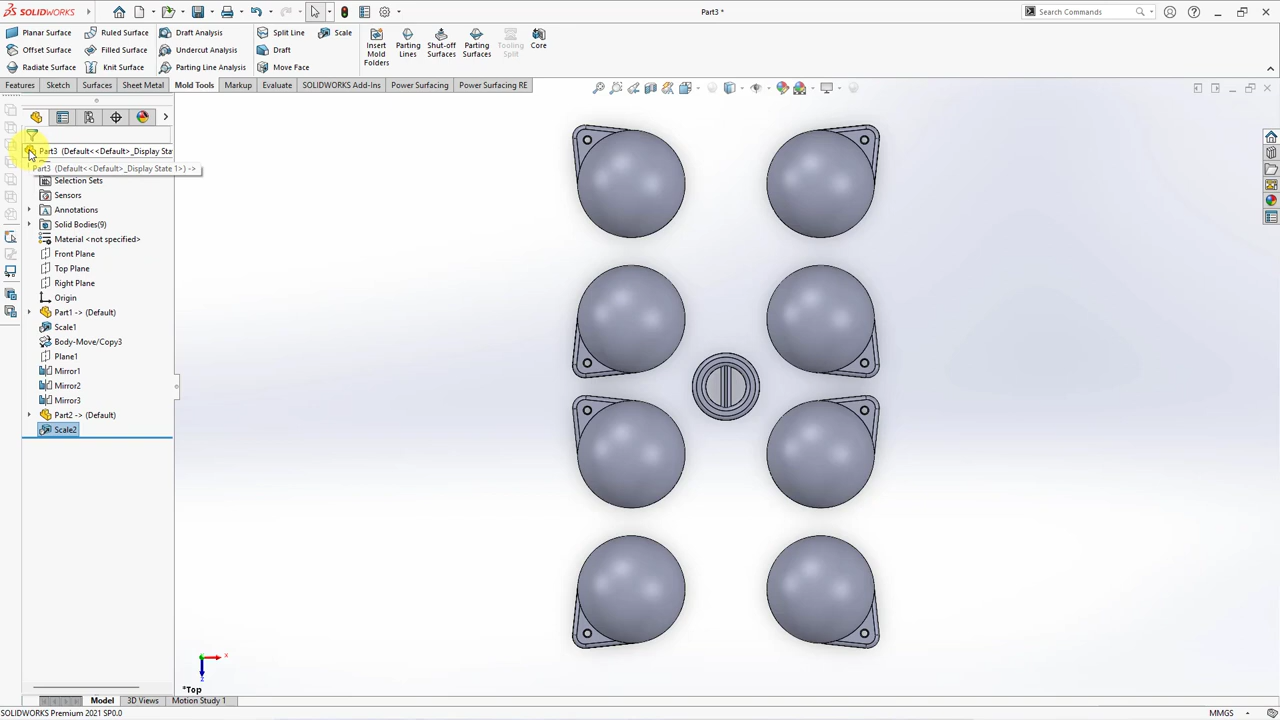 SOLIDWORKS
Part3 *
Search Commands
Planar Surface
Ruled Surface
Draft Analysis
Split Line
Scale
Offset Surface
Filled Surface
Undercut Analysis
Draft
Radiate Surface
Knit Surface
Parting Line Analysis
Move Face
Insert Mold Folders
Parting Lines
Shut-off Surfaces
Parting Surfaces
Tooling Split
Core
Features
Sketch
Surfaces
Sheet Metal
Mold Tools
Markup
Evaluate
SOLIDWORKS Add-Ins
Power Surfacing
Power Surfacing RE
Part3 (Default<<Default>_Display Sta
Part3 (Default<<Default>_Display State 1>) ->
Selection Sets
Sensors
Annotations
Solid Bodies(9)
Material <not specified>
Front Plane
Top Plane
Right Plane
Origin
Part1 -> (Default)
Scale1
Body-Move/Copy3
Plane1
Mirror1
Mirror2
Mirror3
Part2 -> (Default)
Scale2
X
Z
*Top
Model
3D Views
Motion Study 1
SOLIDWORKS Premium 2021 SP0.0
MMGS